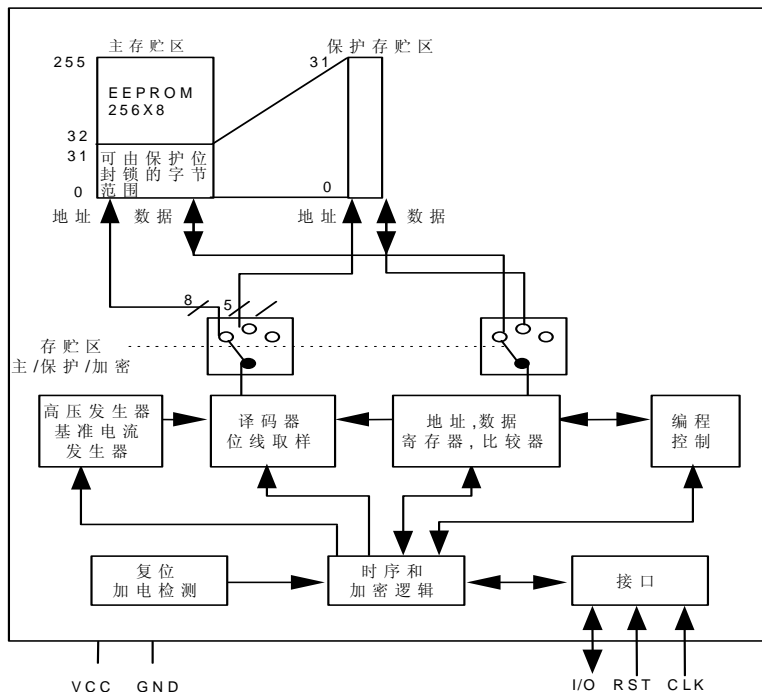 主存贮区
保护存贮区
255
31
EEPROM
256X8
32
31
可由保护位
封锁的字节
范围
0
0
地址
数据
地址
数据
8
5
存贮区
主/保护/加密
高压发生器
基准电流
发生器
译码器
位线取样
地址,数据
寄存器,比较器
编程
控制
复位
加电检测
时序和
加密逻辑
接口
VCC
GND
I/O
RST
CLK